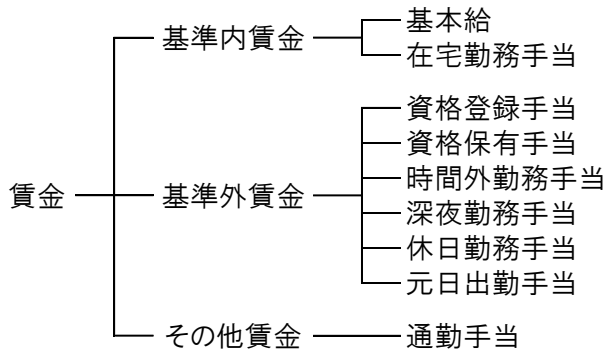 基本給
基準内賃金
在宅勤務手当
資格登録手当
資格保有手当
時間外勤務手当
賃金
基準外賃金
深夜勤務手当
休日勤務手当
元日出勤手当
その他賃金
通勤手当